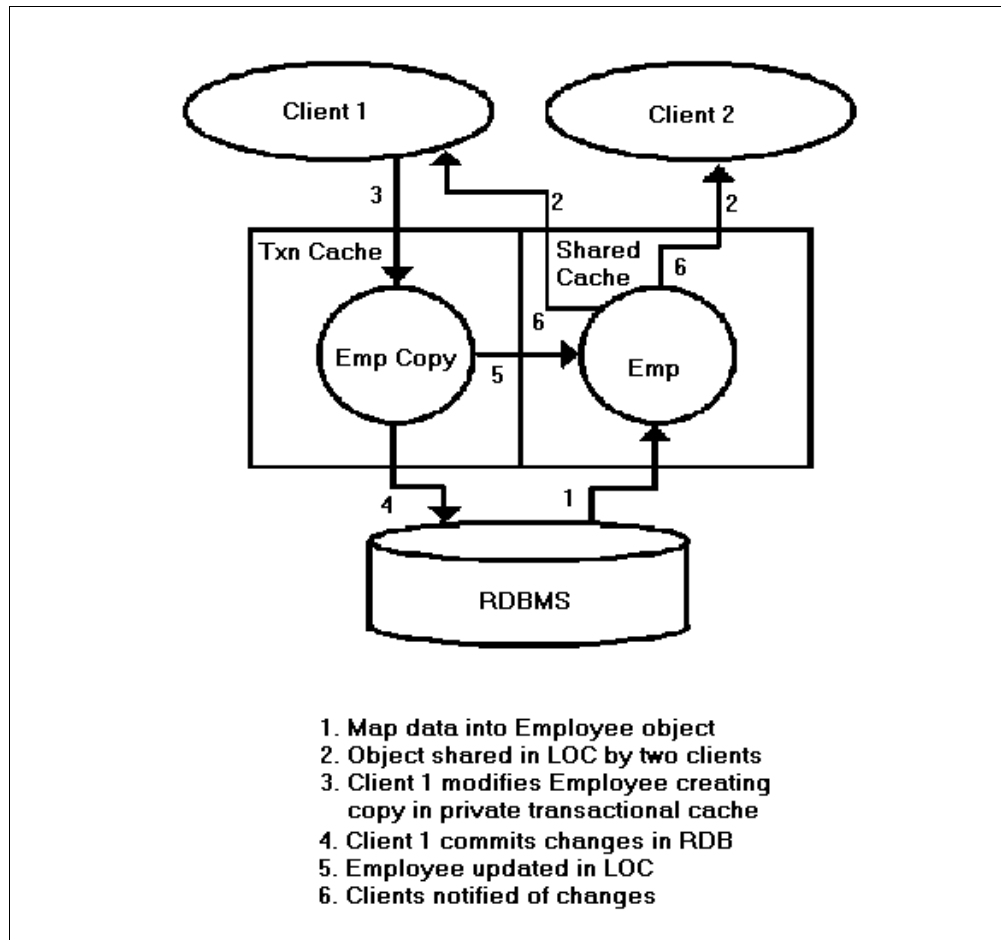 Client 1
Client 2
3
2
2
Txn Cache
Shared
Cache
6
6
Emp Copy
5
Emp
4
1
RDBMS
1. Map data into Employee object
2. Object shared in LOC by two clients
3. Client 1 modifies Employee creating
copy in private transactional cache
4. Client 1 commits changes in RDB
5. Employee updated in LOC
6. Clients notified of changes